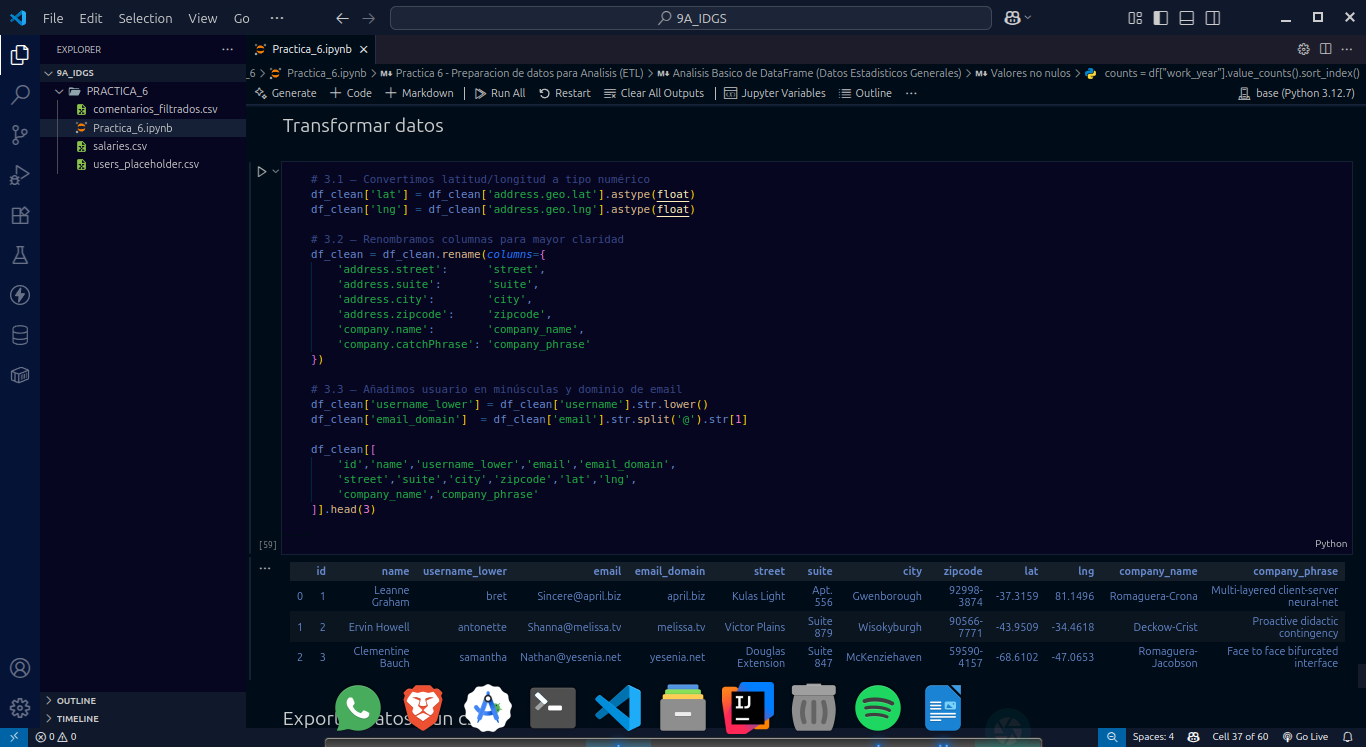 File Edit Selection View Go ··· 9A_IDGS
EXPLORER ···
9A_IDGS
PRACTICA_6
comentarios_filtrados.csv
Practica_6.ipynb
salaries.csv
users_placeholder.csv
OUTLINE
TIMELINE
Practica_6.ipynb
_6 > Practica_6.ipynb > M↓ Practica 6 - Preparacion de datos para Analisis (ETL) > M↓ Analisis Basico de DataFrame (Datos Estadisticos Generales) > M↓ Valores no nulos > counts = df["work_year"].value_counts().sort_index()
Generate + Code + Markdown | Run All Restart Clear All Outputs | Jupyter Variables Outline ··· base (Python 3.12.7)
Transformar datos
# 3.1 – Convertimos latitud/longitud a tipo numérico
df_clean['lat'] = df_clean['address.geo.lat'].astype(float)
df_clean['lng'] = df_clean['address.geo.lng'].astype(float)
# 3.2 – Renombramos columnas para mayor claridad
df_clean = df_clean.rename(columns={
'address.street': 'street',
'address.suite': 'suite',
'address.city': 'city',
'address.zipcode': 'zipcode',
'company.name': 'company_name',
'company.catchPhrase': 'company_phrase'
})
# 3.3 – Añadimos usuario en minúsculas y dominio de email
df_clean['username_lower'] = df_clean['username'].str.lower()
df_clean['email_domain'] = df_clean['email'].str.split('@').str[1]
df_clean[[
'id','name','username_lower','email','email_domain',
'street','suite','city','zipcode','lat','lng',
'company_name','company_phrase'
]].head(3)
[59] Python
··· id name username_lower email email_domain street suite city zipcode lat lng company_name company_phrase
0 1 Leanne Graham bret Sincere@april.biz april.biz Kulas Light Apt. 556 Gwenborough 92998-3874 -37.3159 81.1496 Romaguera-Crona Multi-layered client-server neural-net
1 2 Ervin Howell antonette Shanna@melissa.tv melissa.tv Victor Plains Suite 879 Wisokyburgh 90566-7771 -43.9509 -34.4618 Deckow-Crist Proactive didactic contingency
2 3 Clementine Bauch samantha Nathan@yesenia.net yesenia.net Douglas Extension Suite 847 McKenziehaven 59590-4157 -68.6102 -47.0653 Romaguera-Jacobson Face to face bifurcated interface
IJ
0 0 Spaces: 4 Cell 37 of 60 Go Live